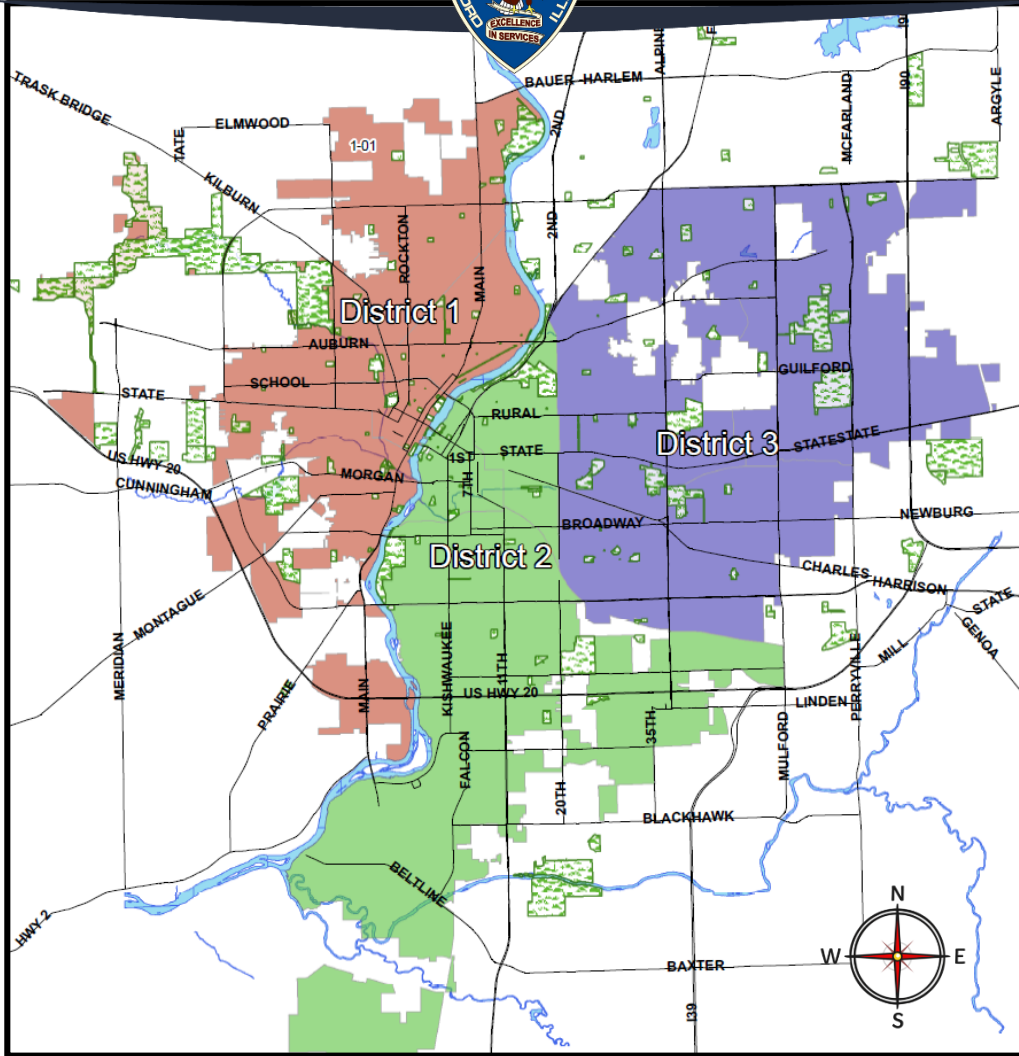 EXCELLENCE
IN SERVICES
ALPINE
I90
BAUER HARLEM
TRASK BRIDGE
ARGYLE
MCFARLAND
2ND
ELMWOOD
TATE
1-01
KILBURN
ROCKTON
2ND
MAIN
District 1
AUBURN
GUILFORD
SCHOOL
STATE
RURAL
District 3
STATESTATE
1ST
STATE
US HWY 20
MORGAN
CUNNINGHAM
7TH
BROADWAY
NEWBURG
District 2
CHARLES
HARRISON
STATE
MONTAGUE
GENOA
MERIDIAN
KISHWAUKEE
11TH
MILL
PERRYVILLE
PRAIRIE
MAIN
US HWY 20
LINDEN
35TH
MULFORD
FALCON
20TH
BLACKHAWK
BELTLINE
HWY 2
N
W
E
S
BAXTER
I39